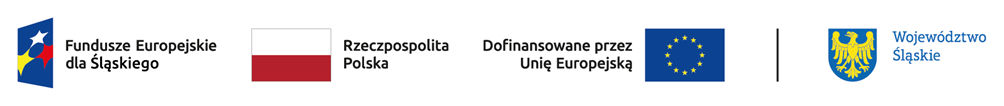 Fundusze Europejskie
dla Śląskiego
Rzeczpospolita
Polska
Dofinansowane przez
Unię Europejską
Województwo
Śląskie